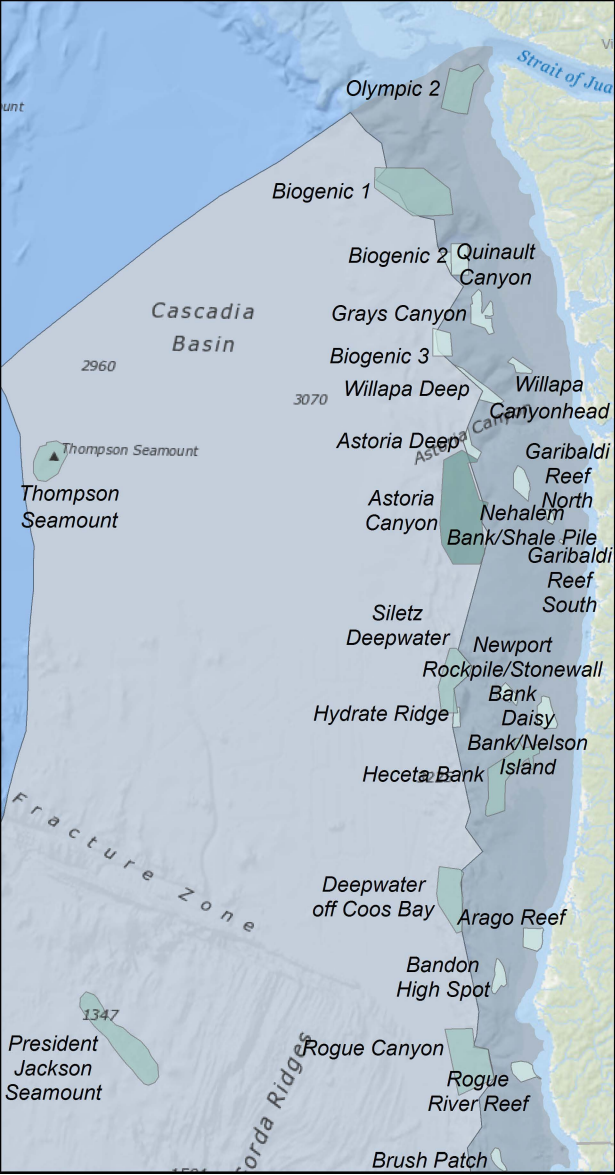 Vi
Strait of Jua
Olympic 2
unt
Biogenic 1
Biogenic 2
Quinault
Canyon
Grays Canyon
Cascadia
Basin
Biogenic 3
2960
Willapa Deep
Willapa
Canyonhead
3070
Astoria Canyon
Astoria Deep
Thompson Seamount
Thompson
Seamount
Garibaldi
Reef
North
Astoria
Canyon
Nehalem
Bank/Shale Pile
Garibaldi
Reef
South
Siletz
Deepwater
Newport
Rockpile/Stonewall
Bank
Hydrate Ridge
Daisy
Bank/Nelson
Island
Heceta Bank
Fracture Zone
Deepwater
off Coos Bay
Arago Reef
Bandon
High Spot
1347
President
Jackson
Seamount
Rogue Canyon
orda Ridges
Rogue
River Reef
Brush Patch